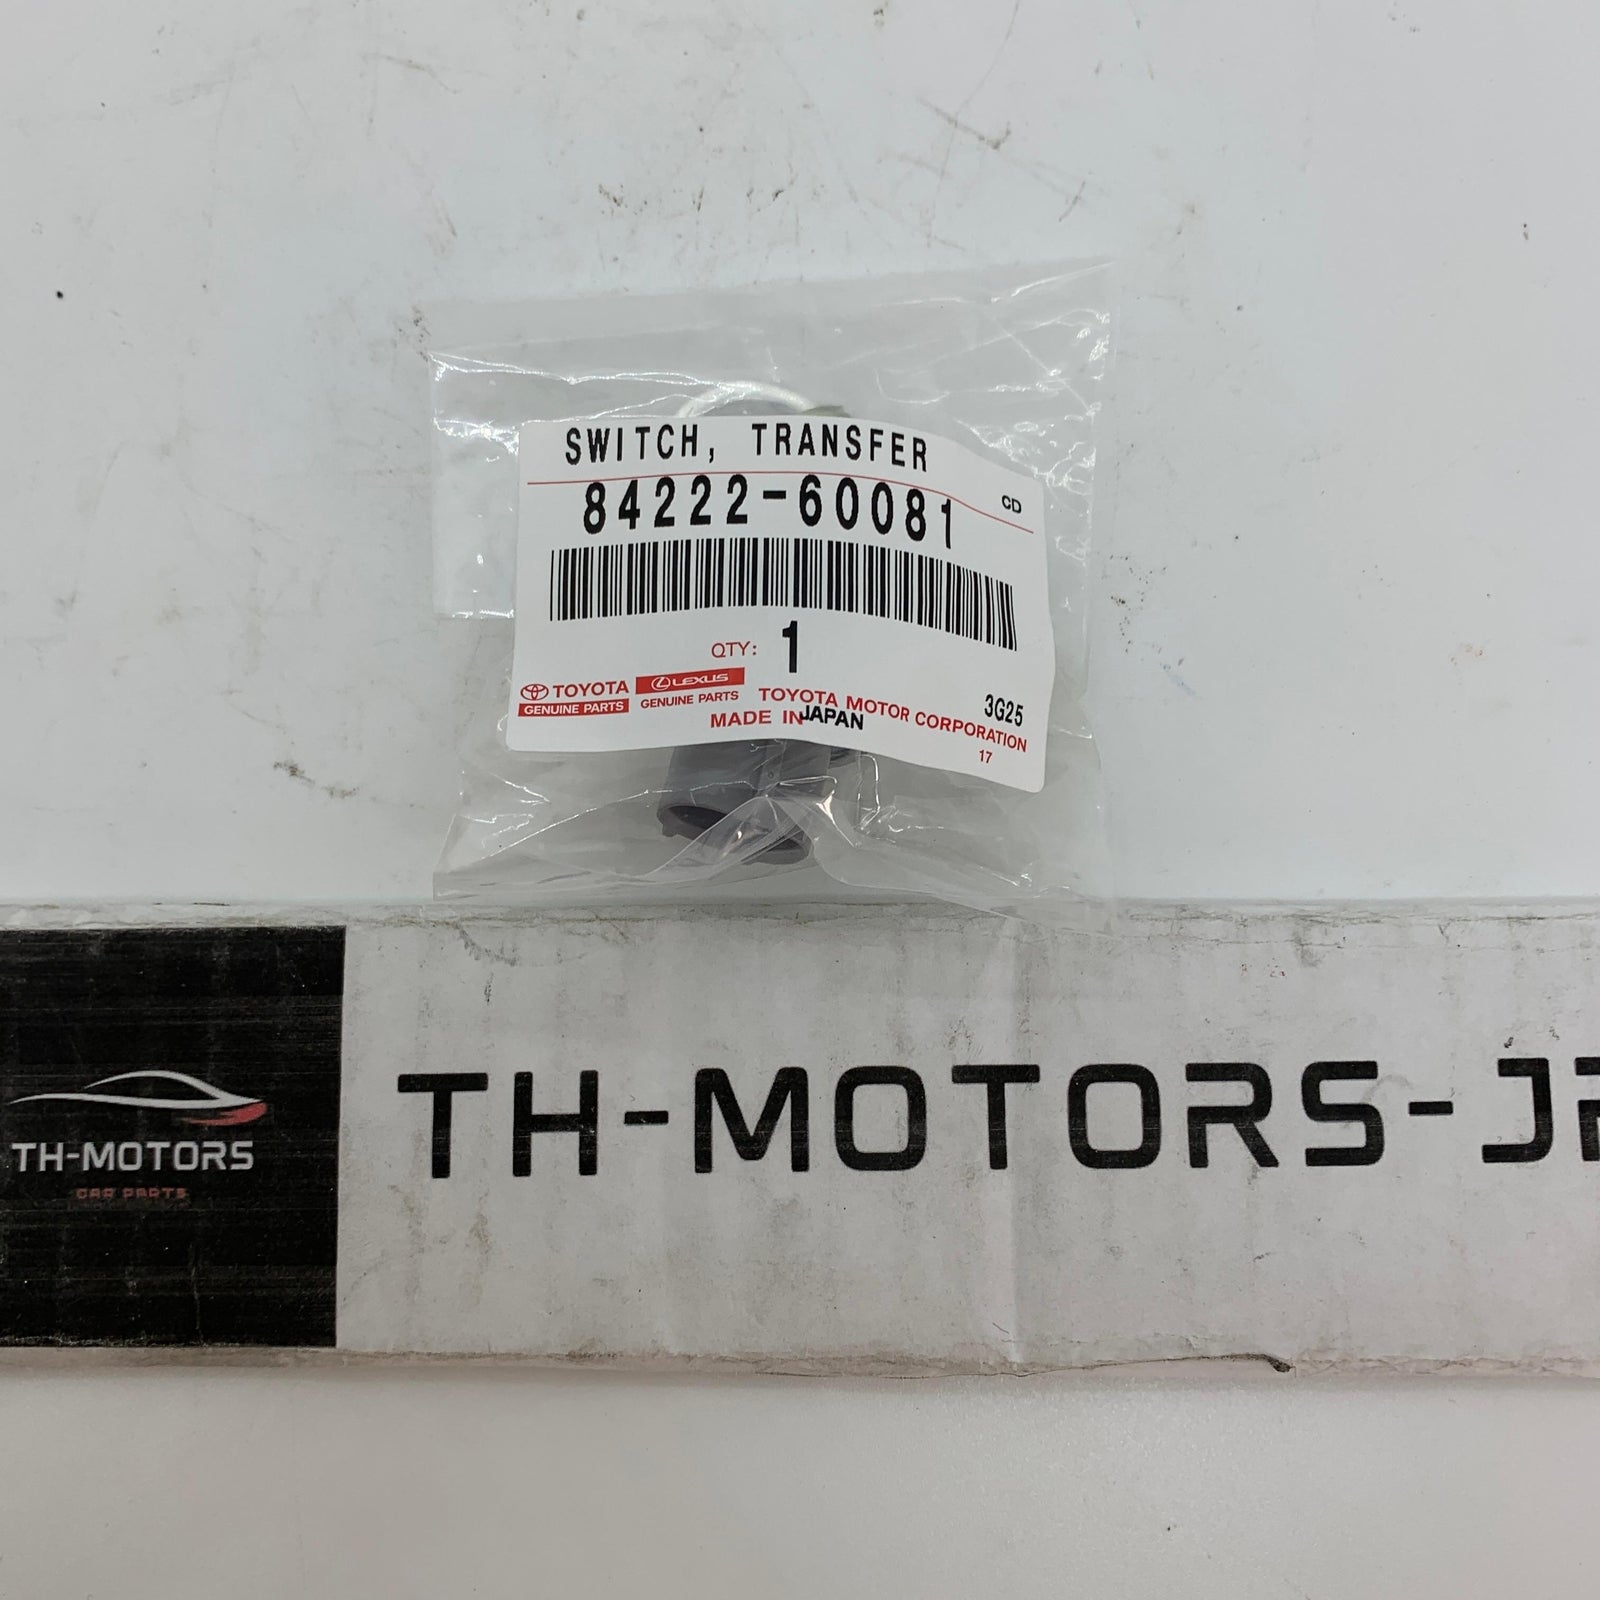 SWITCH, TRANSFER
84222-60081
CD
QTY: 1
TOYOTA
GENUINE PARTS
LEXUS
GENUINE PARTS
TOYOTA MOTOR CORPORATION
MADE IN JAPAN
3G25
17
TH-MOTORS
CAR PARTS
TH-MOTORS-JP